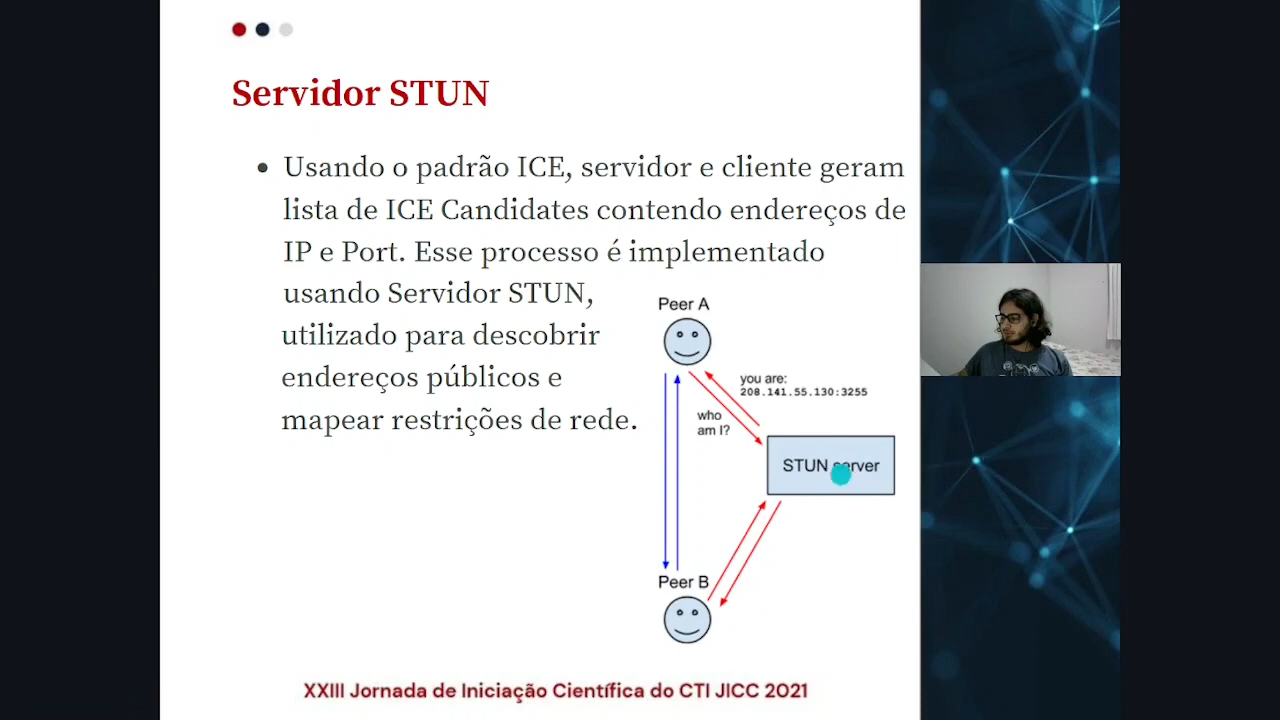 Servidor STUN
• Usando o padrão ICE, servidor e cliente geram
lista de ICE Candidates contendo endereços de
IP e Port. Esse processo é implementado
usando Servidor STUN,
utilizado para descobrir
endereços públicos e
mapear restrições de rede.
Peer A
you are:
208.141.55.130:3255
who
am I?
STUN server
Peer B
XXIII Jornada de Iniciação Científica do CTI JICC 2021